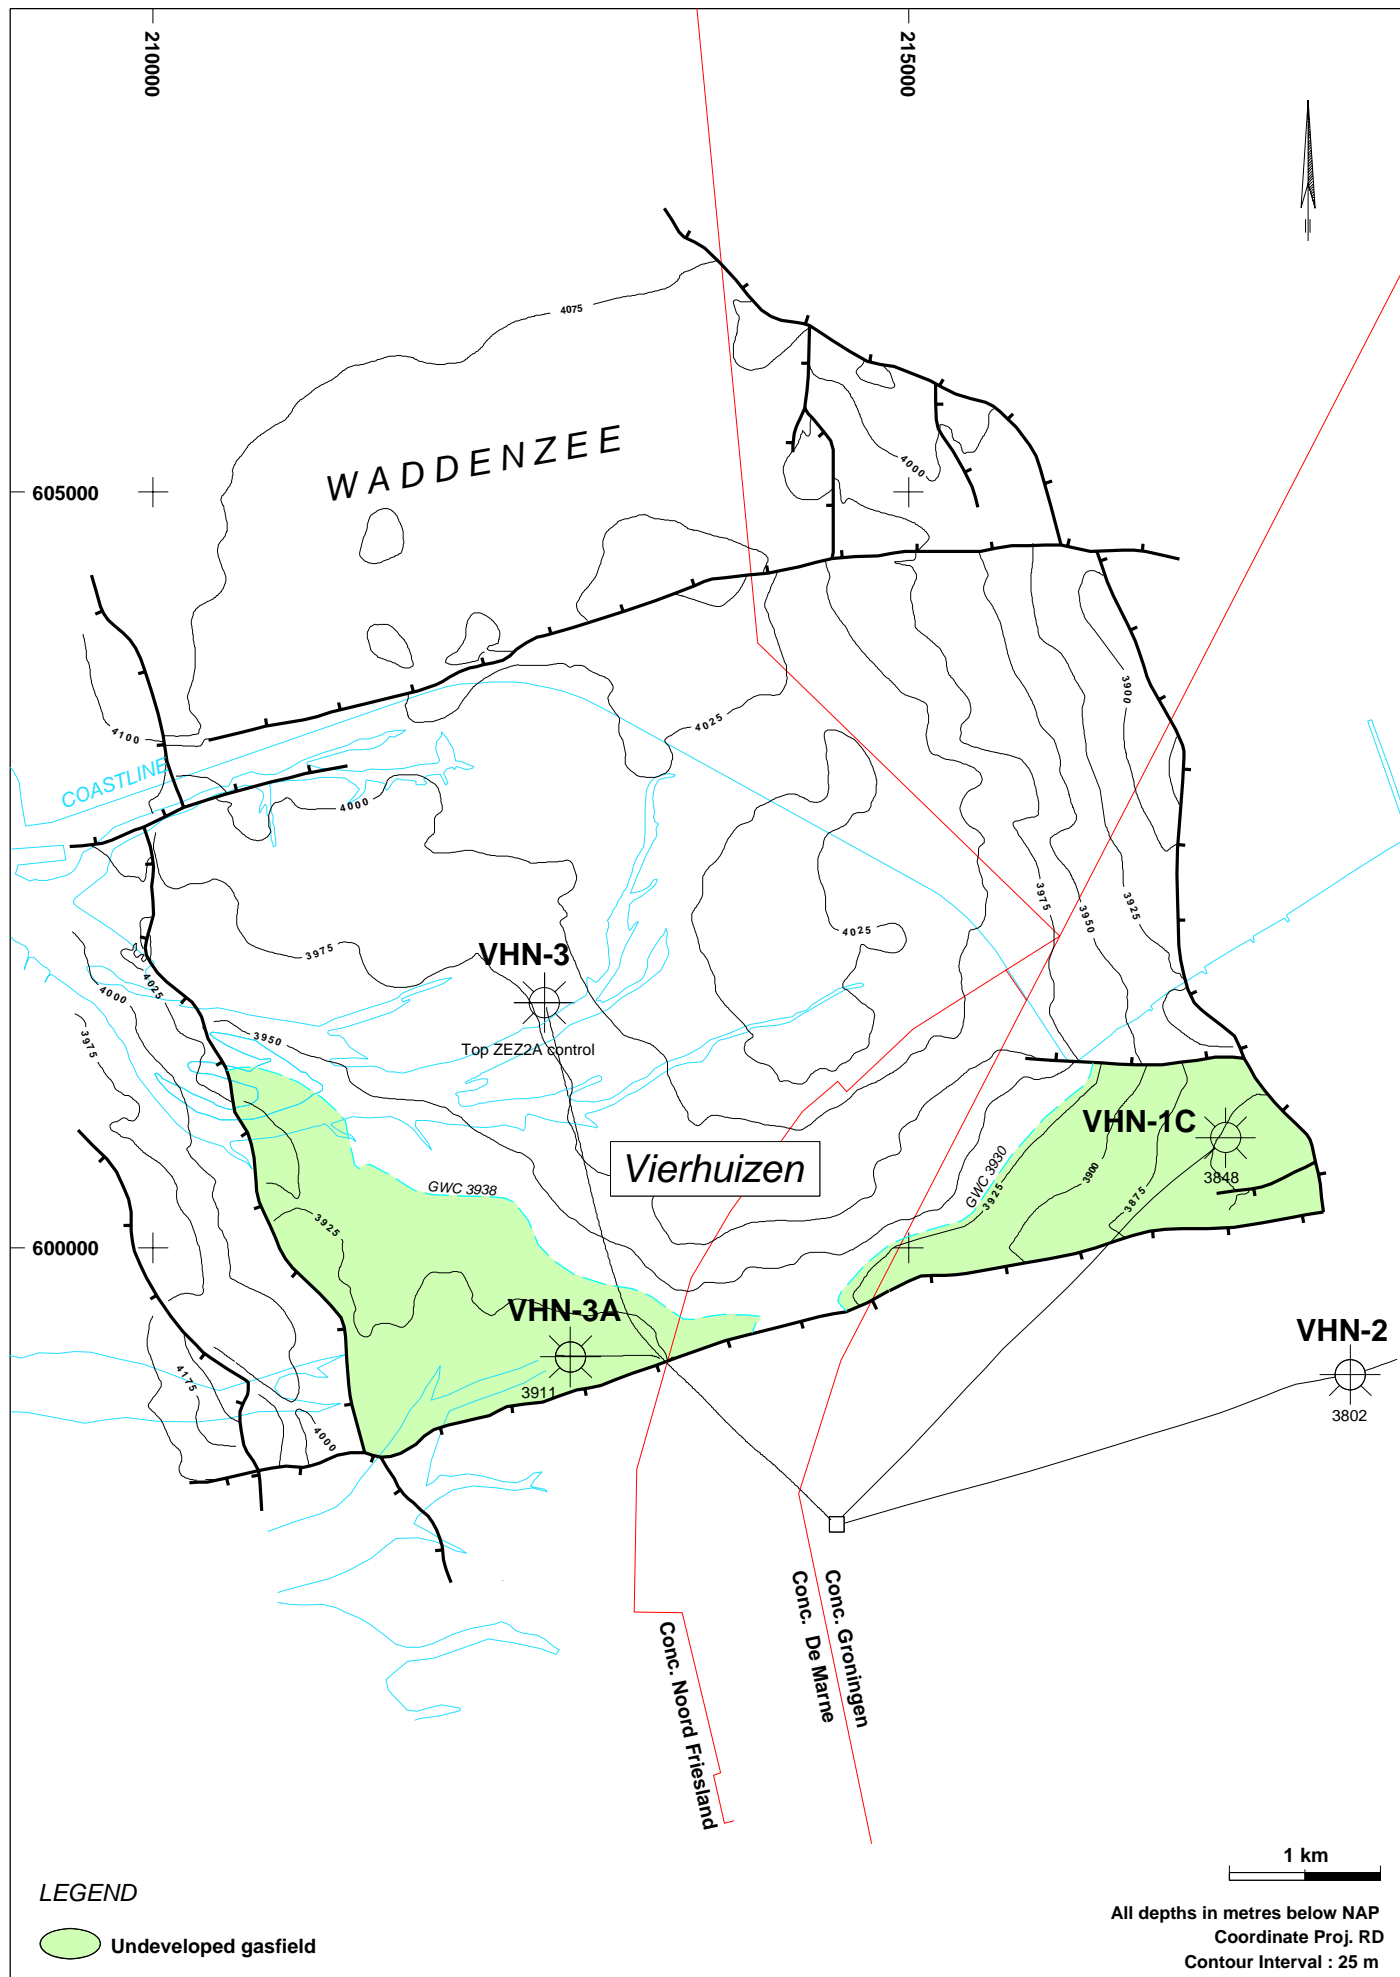 210000
215000
4075
WADDENZEE
4000
605000
3900
4025
4100
COASTLINE
4000
3975
3950
3925
4025
3975
VHN-3
4025
4000
3975
3950
Top ZEZ2A control
VHN-1C
Vierhuizen
3900
3848
GWC 3938
GWC 3930
3925
3875
3925
600000
VHN-3A
VHN-2
3911
4175
3802
4000
Conc. Groningen
Conc. De Marne
Conc. Noord Friesland
1 km
LEGEND
Undeveloped gasfield
All depths in metres below NAP
Coordinate Proj. RD
Contour Interval : 25 m